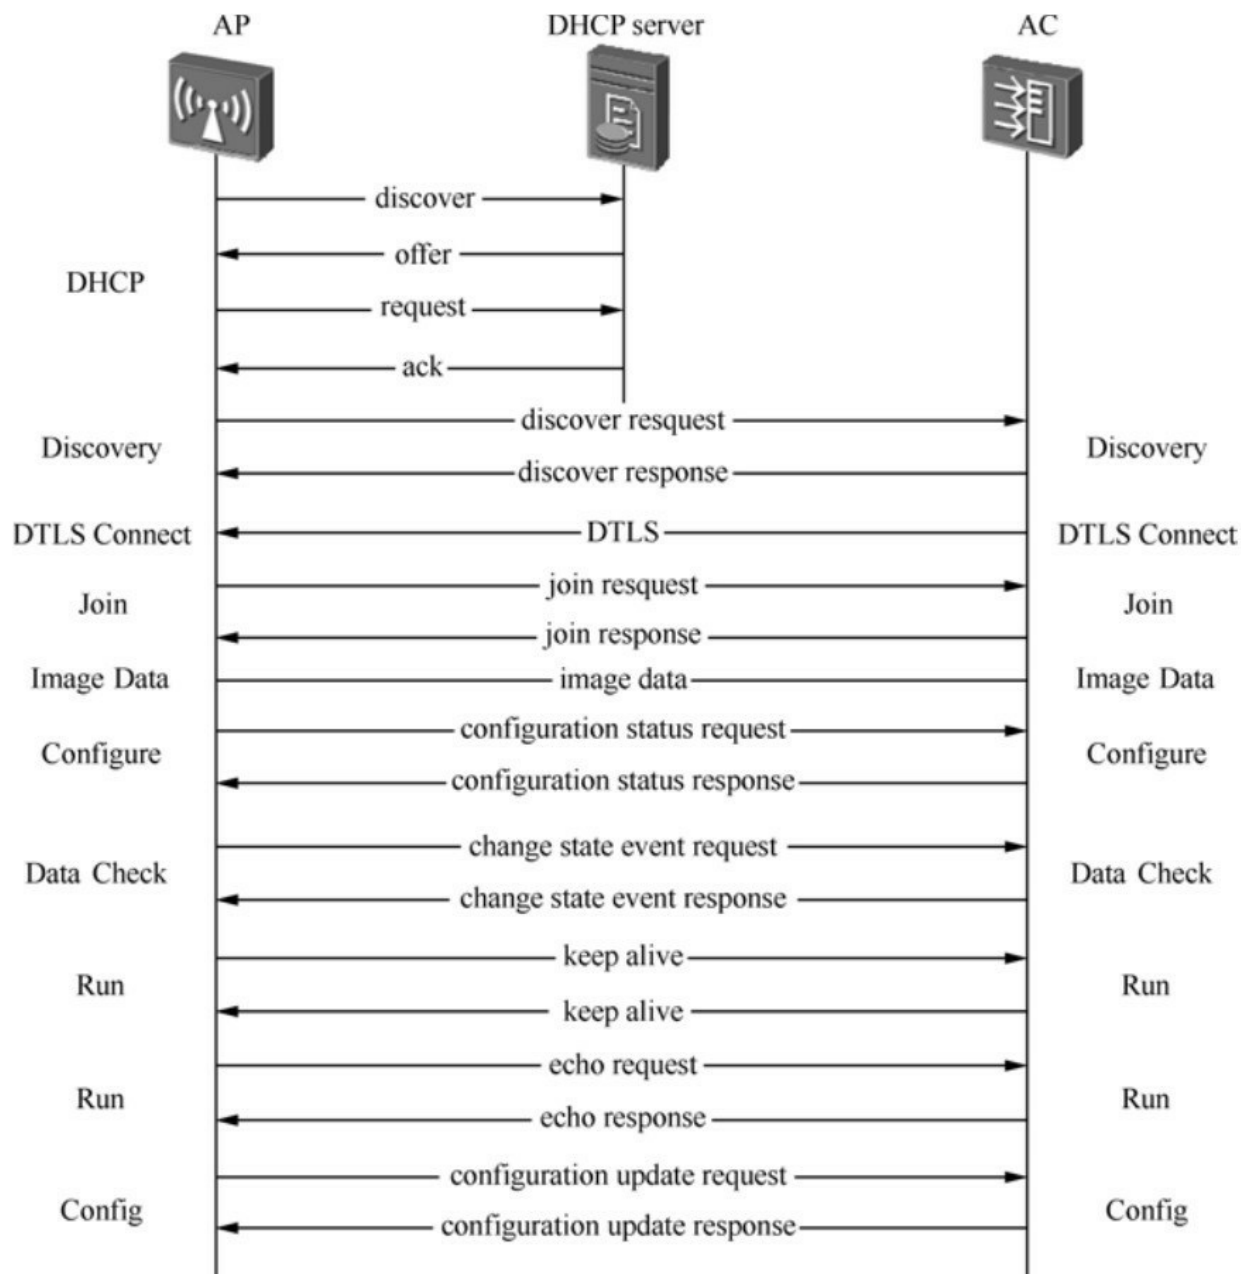 AP DHCP server AC
discover
offer
DHCP
request
ack
discover resquest
Discovery Discovery
discover response
DTLS Connect DTLS DTLS Connect
join resquest
Join Join
join response
Image Data image data Image Data
configuration status request
Configure Configure
configuration status response
change state event request
Data Check Data Check
change state event response
keep alive
Run Run
keep alive
echo request
Run Run
echo response
configuration update request
Config Config
configuration update response